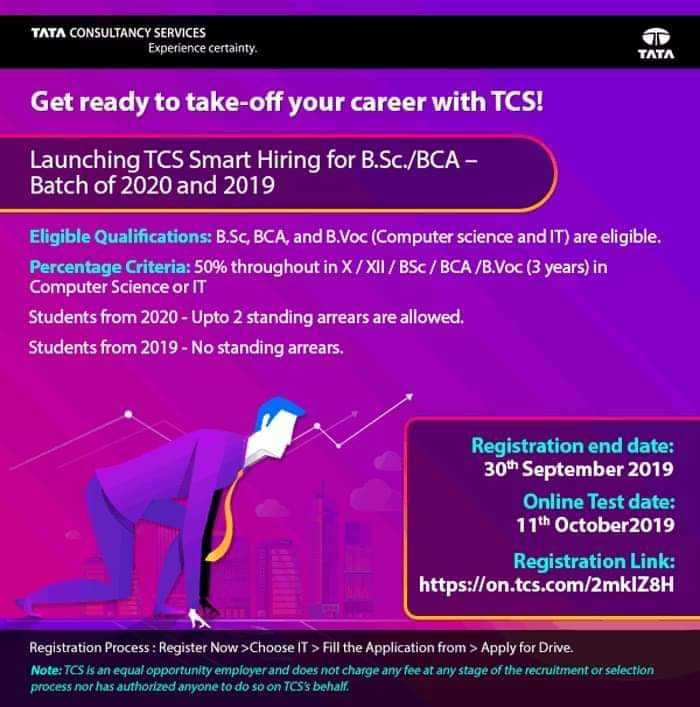 TATA CONSULTANCY SERVICES
Experience certainty.
TATA
Get ready to take-off your career with TCS!
Launching TCS Smart Hiring for B.Sc./BCA –
Batch of 2020 and 2019
Eligible Qualifications: B.Sc, BCA, and B.Voc (Computer science and IT) are eligible.
Percentage Criteria: 50% throughout in X / XII / BSc / BCA /B.Voc (3 years) in
Computer Science or IT
Students from 2020 - Upto 2 standing arrears are allowed.
Students from 2019 - No standing arrears.
Registration end date:
30th September 2019
Online Test date:
11th October2019
Registration Link:
https://on.tcs.com/2mklZ8H
Registration Process : Register Now >Choose IT > Fill the Application from > Apply for Drive.
Note: TCS is an equal opportunity employer and does not charge any fee at any stage of the recruitment or selection
process nor has authorized anyone to do so on TCS's behalf.